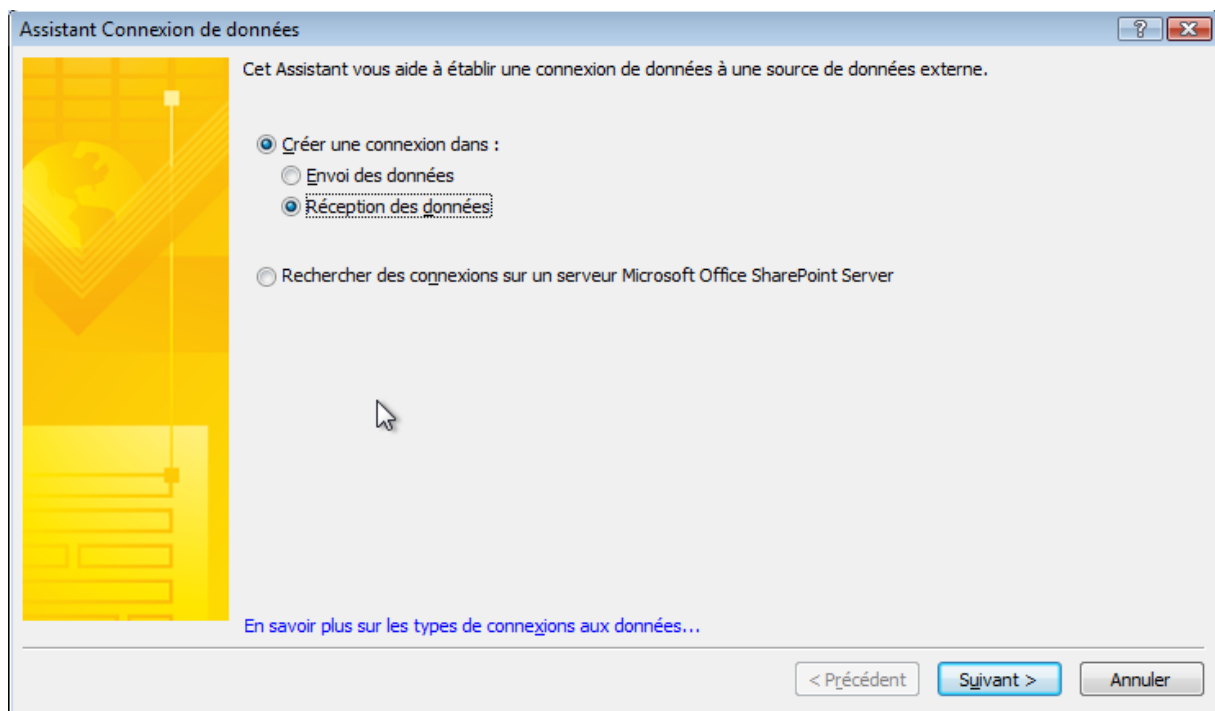 Assistant Connexion de données
Cet Assistant vous aide à établir une connexion de données à une source de données externe.
Créer une connexion dans :
Envoi des données
Réception des données
Rechercher des connexions sur un serveur Microsoft Office SharePoint Server
En savoir plus sur les types de connexions aux données...
< Précédent Suivant > Annuler